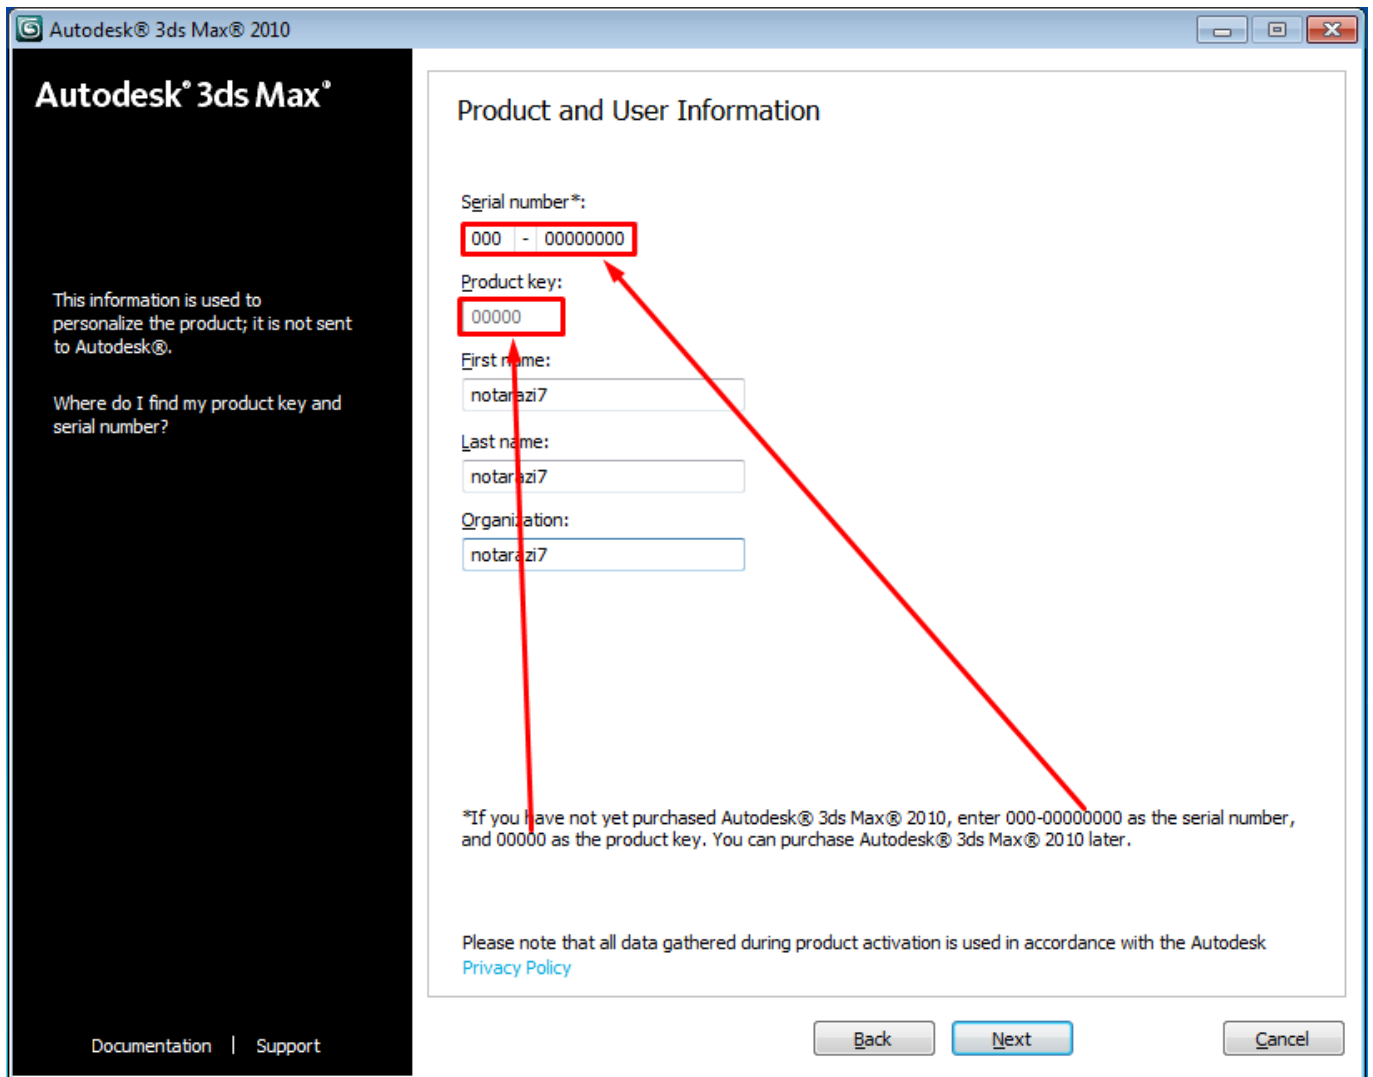 Autodesk® 3ds Max® 2010
Autodesk® 3ds Max®
This information is used to
personalize the product; it is not sent
to Autodesk®.
Where do I find my product key and
serial number?
Documentation | Support
Product and User Information
Serial number*:
000 - 00000000
Product key:
00000
First name:
notarazi7
Last name:
notarazi7
Organization:
notarazi7
*If you have not yet purchased Autodesk® 3ds Max® 2010, enter 000-00000000 as the serial number,
and 00000 as the product key. You can purchase Autodesk® 3ds Max® 2010 later.
Please note that all data gathered during product activation is used in accordance with the Autodesk
Privacy Policy
Back Next Cancel